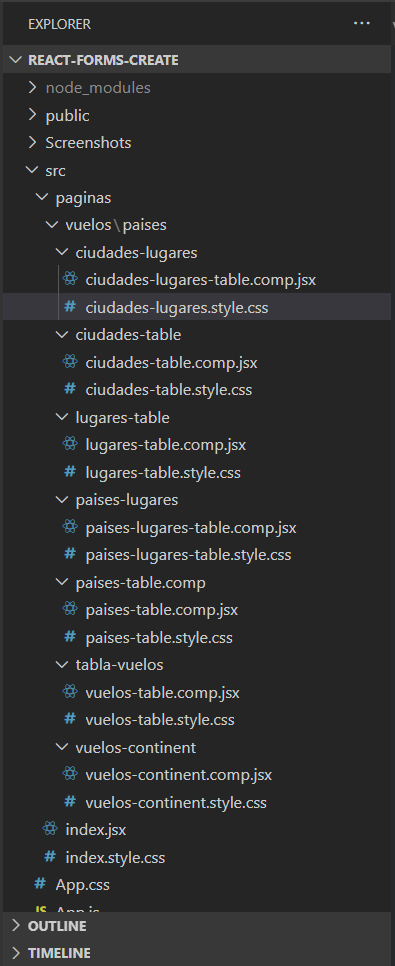 EXPLORER ...
REACT-FORMS-CREATE
node_modules
public
Screenshots
src
paginas
vuelos\paises
ciudades-lugares
ciudades-lugares-table.comp.jsx
# ciudades-lugares.style.css
ciudades-table
ciudades-table.comp.jsx
# ciudades-table.style.css
lugares-table
lugares-table.comp.jsx
# lugares-table.style.css
paises-lugares
paises-lugares-table.comp.jsx
# paises-lugares-table.style.css
paises-table.comp
paises-table.comp.jsx
# paises-table.style.css
tabla-vuelos
vuelos-table.comp.jsx
# vuelos-table.style.css
vuelos-continent
vuelos-continent.comp.jsx
# vuelos-continent.style.css
index.jsx
# index.style.css
# App.css
JS App.js
OUTLINE
TIMELINE